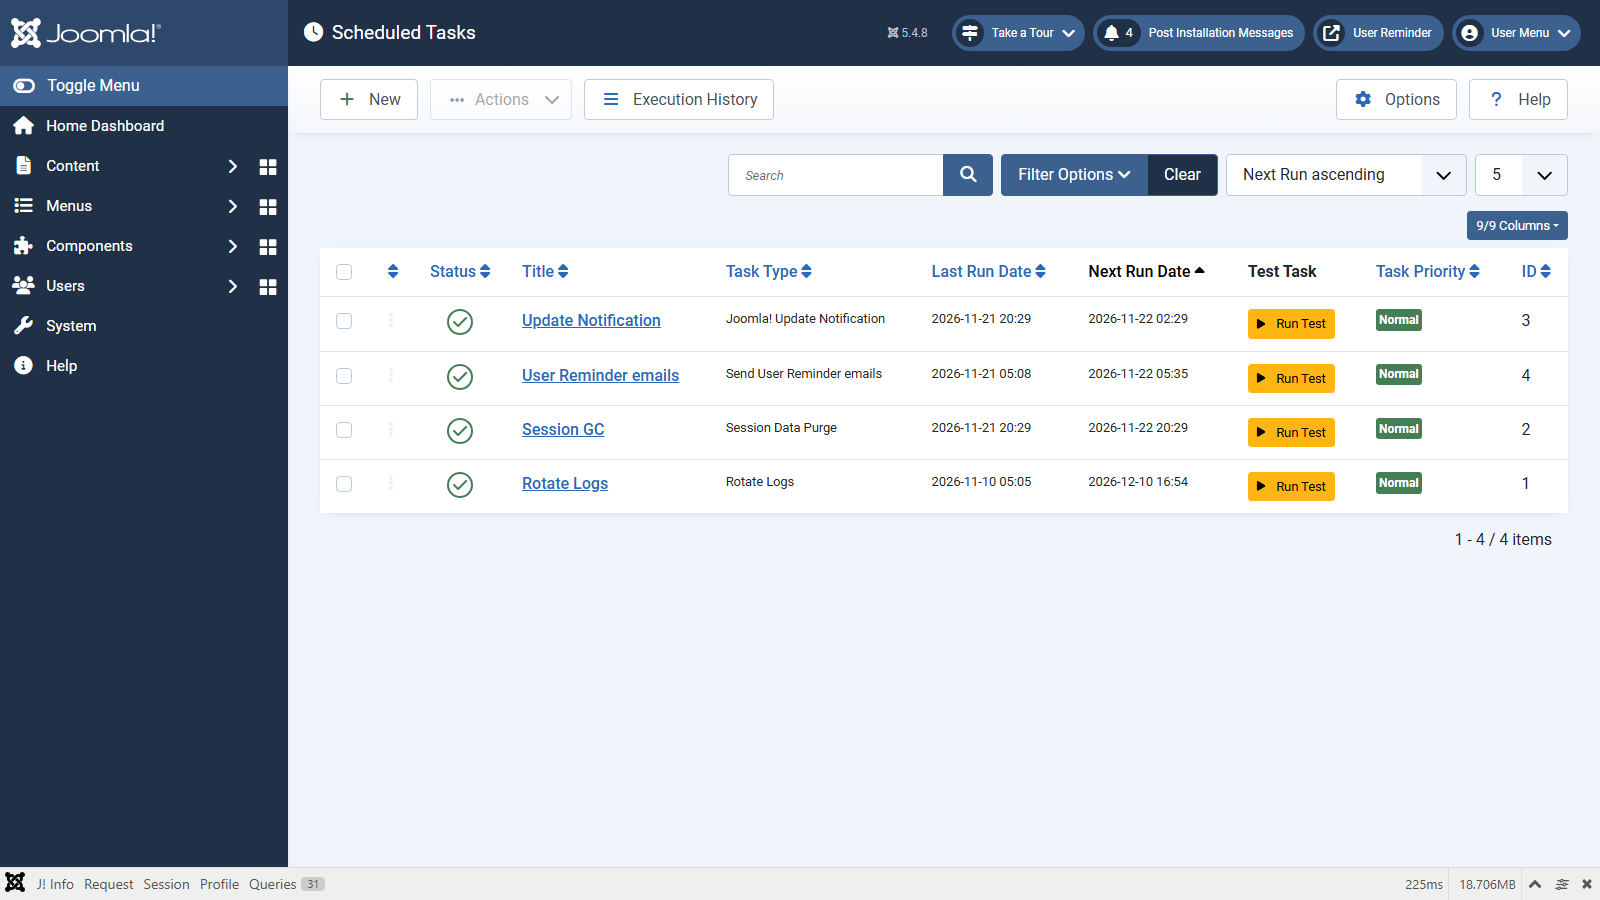 Joomla!®
Scheduled Tasks
5.4.8
Take a Tour
4
Post Installation Messages
User Reminder
User Menu
Toggle Menu
New
Actions
Execution History
Options
Help
Home Dashboard
Content
Menus
Components
Users
System
Help
Search
Filter Options
Clear
Next Run ascending
5
9/9 Columns
Status Title Task Type Last Run Date Next Run Date Test Task Task Priority ID
Update Notification Joomla! Update Notification 2026-11-21 20:29 2026-11-22 02:29 Run Test Normal 3
User Reminder emails Send User Reminder emails 2026-11-21 05:08 2026-11-22 05:35 Run Test Normal 4
Session GC Session Data Purge 2026-11-21 20:29 2026-11-22 20:29 Run Test Normal 2
Rotate Logs Rotate Logs 2026-11-10 05:05 2026-12-10 16:54 Run Test Normal 1
1 - 4 / 4 items
J! Info Request Session Profile Queries 31
225ms 18.706MB